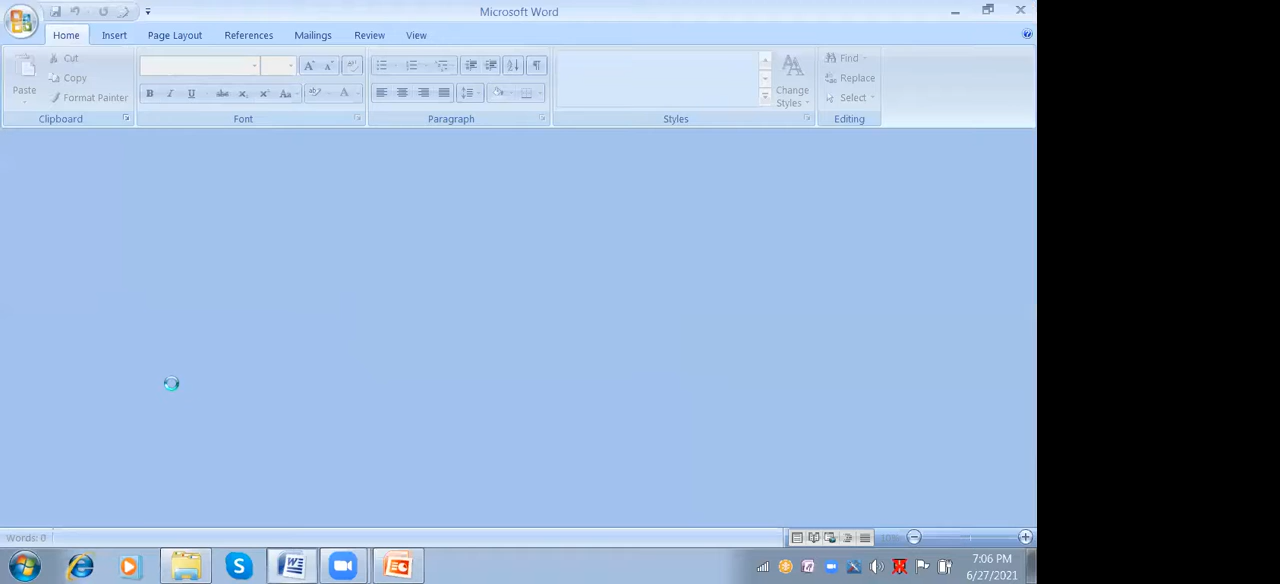 Microsoft Word
Home Insert Page Layout References Mailings Review View
Paste
Cut
Copy
Format Painter
Clipboard
Font
Paragraph
Change
Styles
Styles
Find
Replace
Select
Editing
Words: 0
7:06 PM
6/27/2021